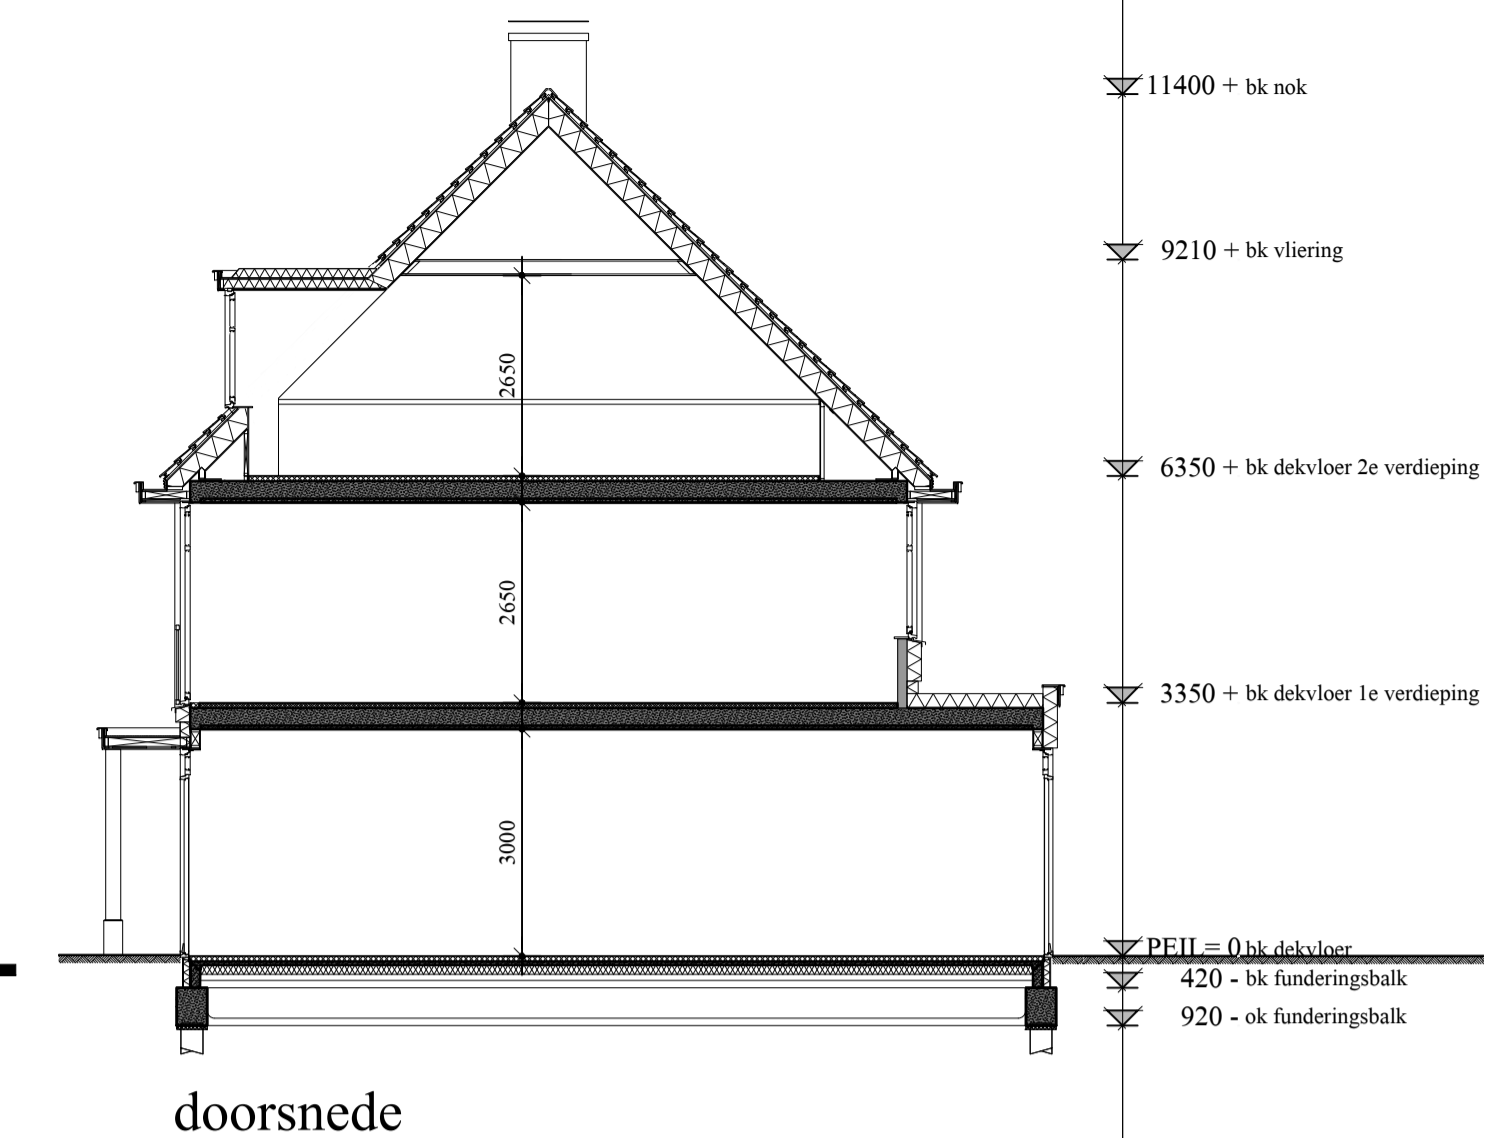 11400 + bk nok
9210 + bk vliering
2650
6350 + bk dekvloer 2e verdieping
2650
3350 + bk dekvloer 1e verdieping
3000
PEIL= 0 bk dekvloer
420 - bk funderingsbalk
920 - ok funderingsbalk
doorsnede